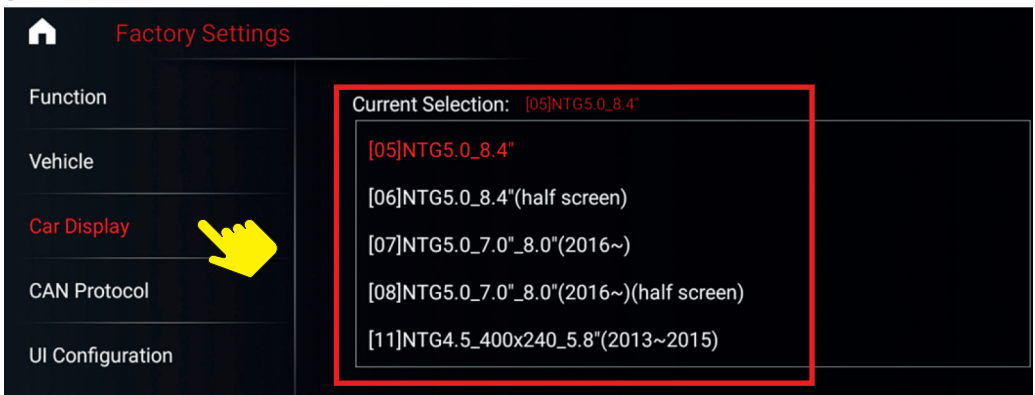 Factory Settings
Function
Vehicle
Car Display
CAN Protocol
UI Configuration
Current Selection: [05]NTG5.0_8.4"
[05]NTG5.0_8.4"
[06]NTG5.0_8.4"(half screen)
[07]NTG5.0_7.0"_8.0"(2016~)
[08]NTG5.0_7.0"_8.0"(2016~)(half screen)
[11]NTG4.5_400x240_5.8"(2013~2015)